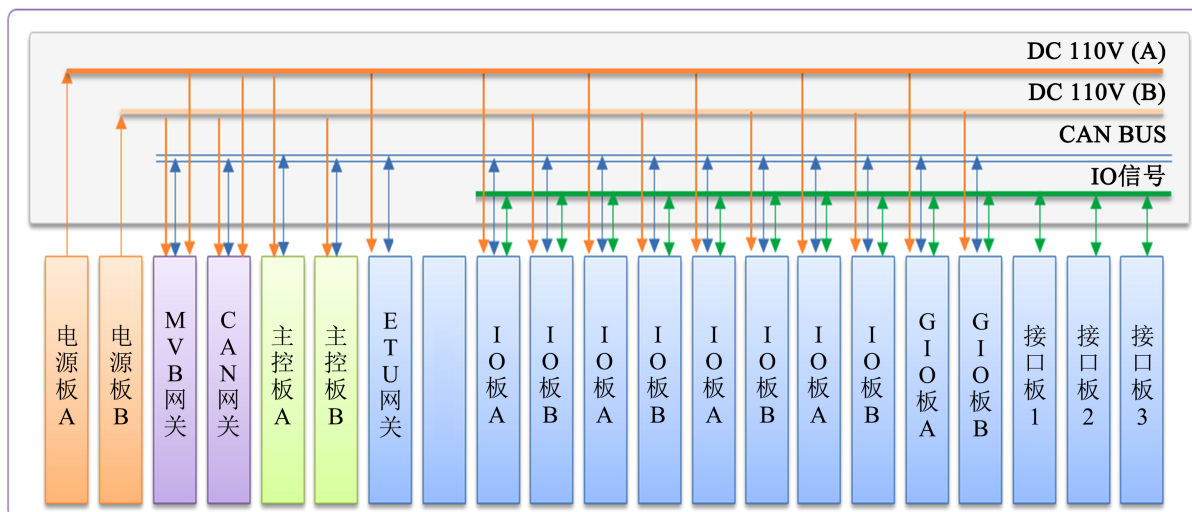 DC 110V (A)
DC 110V (B)
CAN BUS
IO信号
电源板A
电源板B
MVB网关
CAN网关
主控板A
主控板B
ETU网关
IO板A
IO板B
IO板A
IO板B
IO板A
IO板B
IO板A
IO板B
GIO板A
GIO板B
接口板1
接口板2
接口板3